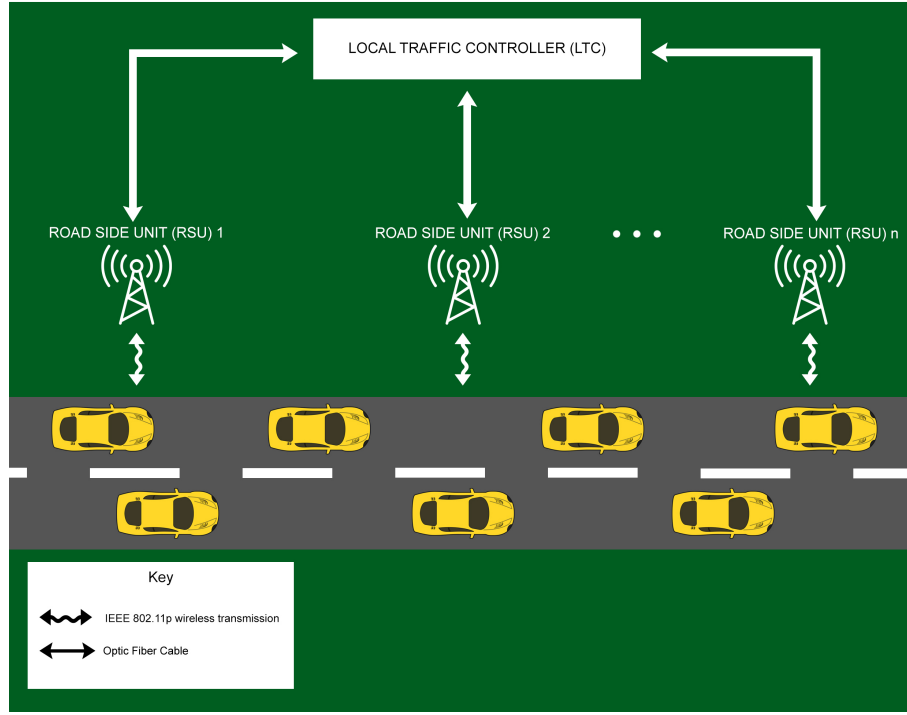 LOCAL TRAFFIC CONTROLLER (LTC)
ROAD SIDE UNIT (RSU) 1
ROAD SIDE UNIT (RSU) 2
ROAD SIDE UNIT (RSU) n
Key
IEEE 802.11p wireless transmission
Optic Fiber Cable